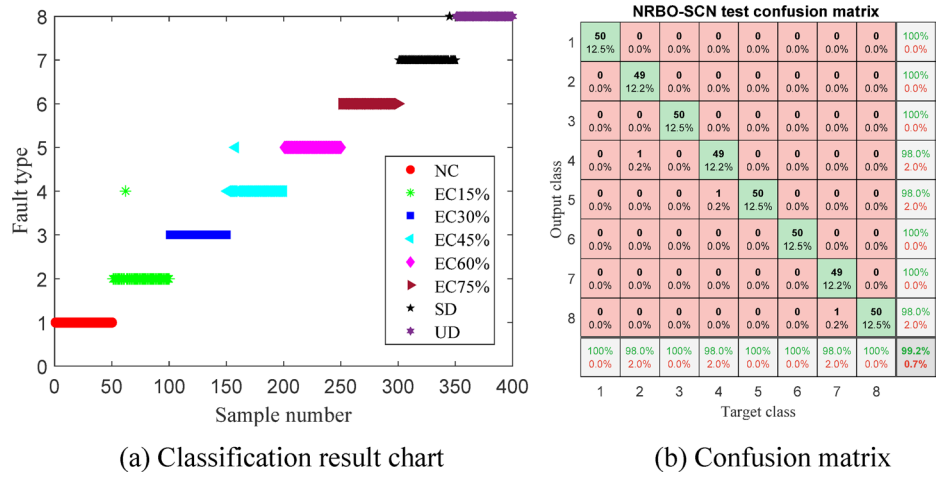 8
7
6
5
4
3
2
1
0
Fault type
0 50 100 150 200 250 300 350 400
Sample number
NC
EC15%
EC30%
EC45%
EC60%
EC75%
SD
UD
(a) Classification result chart
NRBO-SCN test confusion matrix
Output class
1 50 0 0 0 0 0 0 0 100%
12.5% 0.0% 0.0% 0.0% 0.0% 0.0% 0.0% 0.0% 0.0%
2 0 49 0 0 0 0 0 0 100%
0.0% 12.2% 0.0% 0.0% 0.0% 0.0% 0.0% 0.0% 0.0%
3 0 0 50 0 0 0 0 0 100%
0.0% 0.0% 12.5% 0.0% 0.0% 0.0% 0.0% 0.0% 0.0%
4 0 1 0 49 0 0 0 0 98.0%
0.0% 0.2% 0.0% 12.2% 0.0% 0.0% 0.0% 0.0% 2.0%
5 0 0 0 1 50 0 0 0 98.0%
0.0% 0.0% 0.0% 0.2% 12.5% 0.0% 0.0% 0.0% 2.0%
6 0 0 0 0 0 50 0 0 100%
0.0% 0.0% 0.0% 0.0% 0.0% 12.5% 0.0% 0.0% 0.0%
7 0 0 0 0 0 0 49 0 100%
0.0% 0.0% 0.0% 0.0% 0.0% 0.0% 12.2% 0.0% 0.0%
8 0 0 0 0 0 0 1 50 98.0%
0.0% 0.0% 0.0% 0.0% 0.0% 0.0% 0.2% 12.5% 2.0%
100% 98.0% 100% 98.0% 100% 100% 98.0% 100% 99.2%
0.0% 2.0% 0.0% 2.0% 0.0% 0.0% 2.0% 0.0% 0.7%
1 2 3 4 5 6 7 8
Target class
(b) Confusion matrix